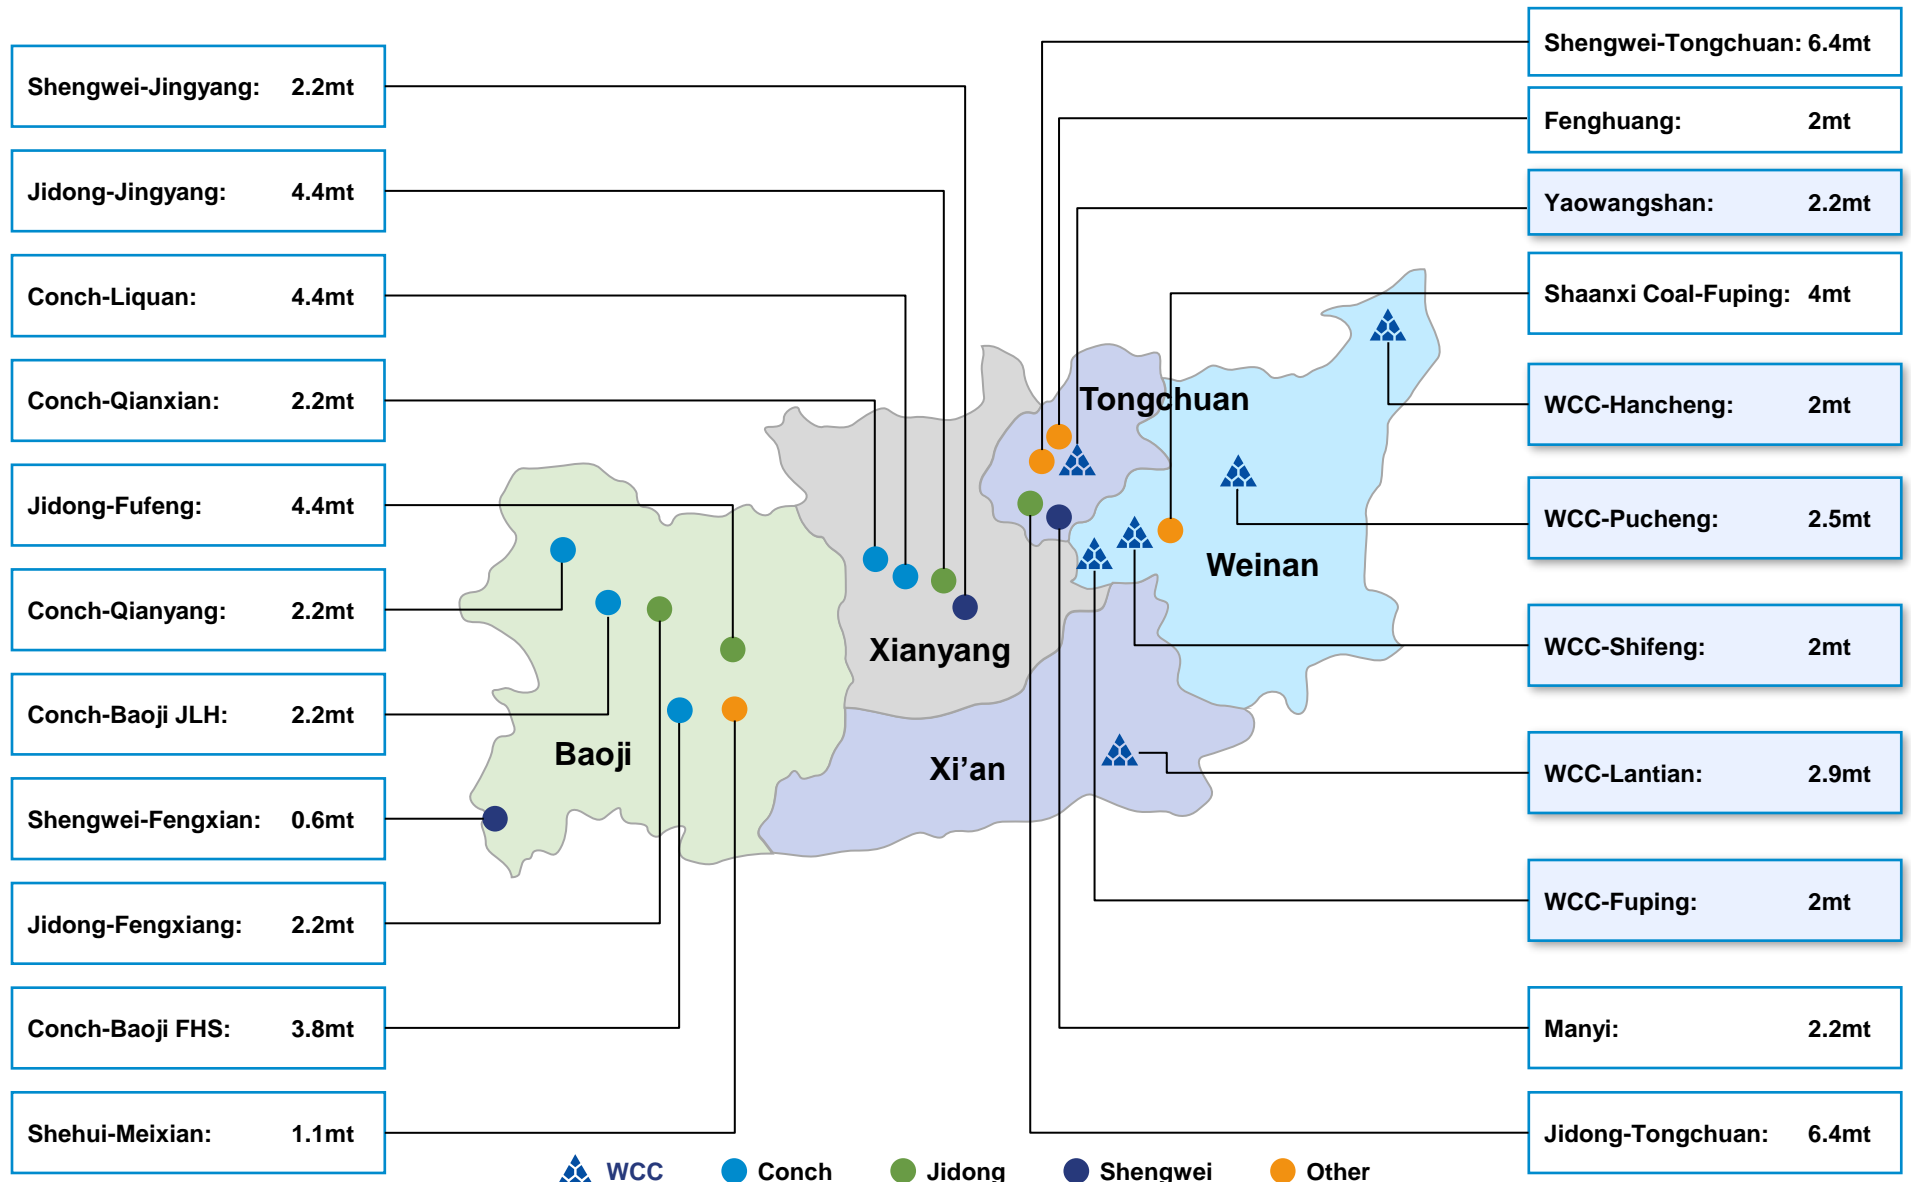 Shengwei-Jingyang: 2.2mt
Jidong-Jingyang: 4.4mt
Conch-Liquan: 4.4mt
Conch-Qianxian: 2.2mt
Jidong-Fufeng: 4.4mt
Conch-Qianyang: 2.2mt
Conch-Baoji JLH: 2.2mt
Shengwei-Fengxian: 0.6mt
Jidong-Fengxiang: 2.2mt
Conch-Baoji FHS: 3.8mt
Shehui-Meixian: 1.1mt
Tongchuan
Weinan
Xianyang
Baoji
Xi’an
Shengwei-Tongchuan: 6.4mt
Fenghuang: 2mt
Yaowangshan: 2.2mt
Shaanxi Coal-Fuping: 4mt
WCC-Hancheng: 2mt
WCC-Pucheng: 2.5mt
WCC-Shifeng: 2mt
WCC-Lantian: 2.9mt
WCC-Fuping: 2mt
Manyi: 2.2mt
Jidong-Tongchuan: 6.4mt
WCC Conch Jidong Shengwei Other